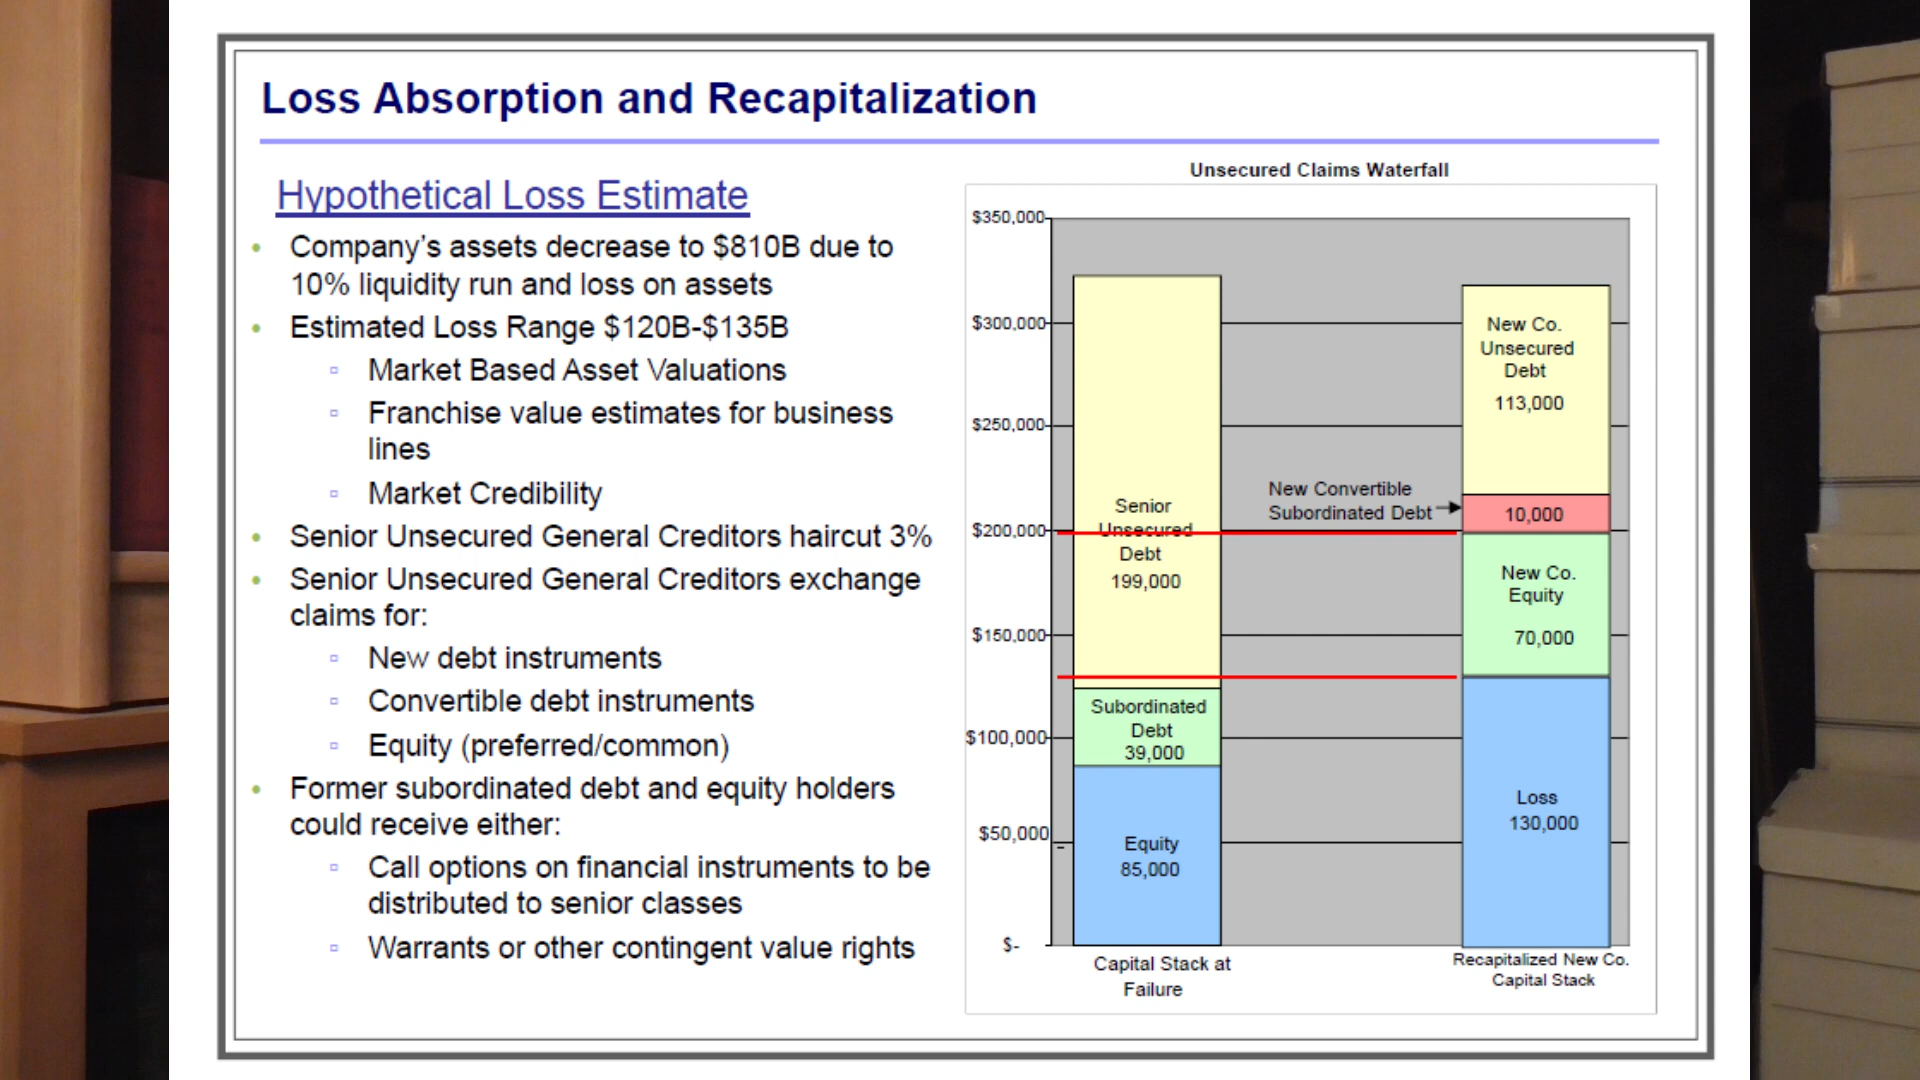 Loss Absorption and Recapitalization
Hypothetical Loss Estimate
• Company's assets decrease to $810B due to
10% liquidity run and loss on assets
• Estimated Loss Range $120B-$135B
▫ Market Based Asset Valuations
▫ Franchise value estimates for business
lines
▫ Market Credibility
• Senior Unsecured General Creditors haircut 3%
• Senior Unsecured General Creditors exchange
claims for:
▫ New debt instruments
▫ Convertible debt instruments
▫ Equity (preferred/common)
• Former subordinated debt and equity holders
could receive either:
▫ Call options on financial instruments to be
distributed to senior classes
▫ Warrants or other contingent value rights
Unsecured Claims Waterfall
$350,000
$300,000
$250,000
$200,000
$150,000
$100,000
$50,000
$-
Senior
Unsecured
Debt
199,000
Subordinated
Debt
39,000
Equity
85,000
Capital Stack at
Failure
New Convertible
Subordinated Debt
New Co.
Unsecured
Debt
113,000
10,000
New Co.
Equity
70,000
Loss
130,000
Recapitalized New Co.
Capital Stack